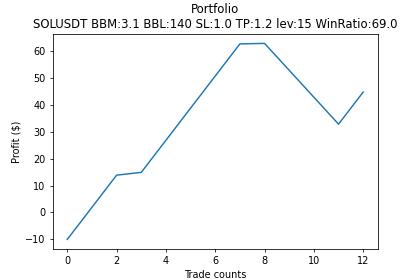 Portfolio
SOLUSDT BBM:3.1 BBL:140 SL:1.0 TP:1.2 lev:15 WinRatio:69.0
60
50
40
30
20
10
0
−10
Profit ($)
0 2 4 6 8 10 12
Trade counts